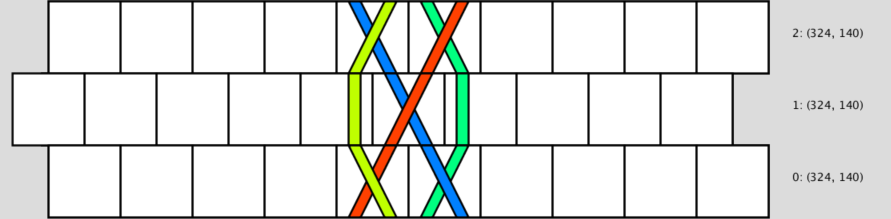 2: (324, 140)
1: (324, 140)
0: (324, 140)